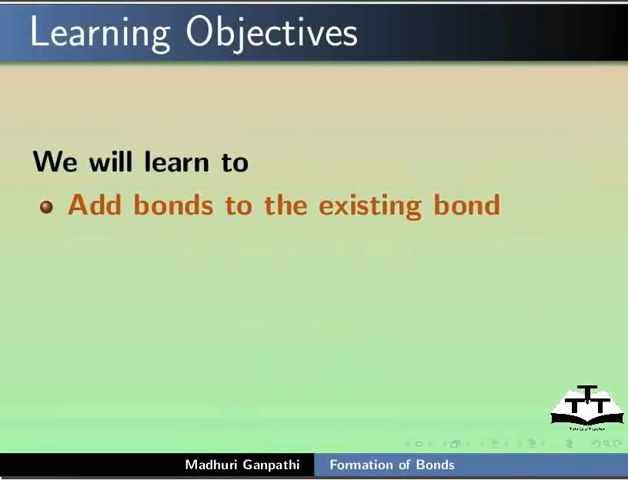 Learning Objectives
We will learn to
Add bonds to the existing bond
T
T T
Madhuri Ganpathi
Formation of Bonds